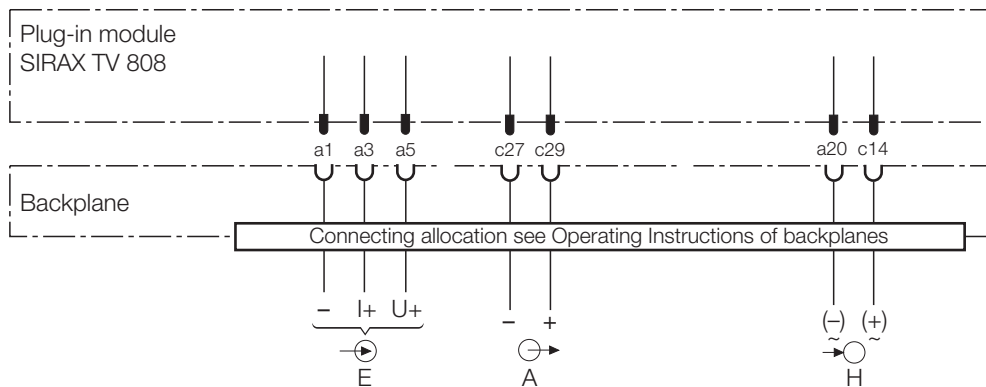 Plug-in module
SIRAX TV 808
a1 a3 a5 c27 c29 a20 c14
Backplane
Connecting allocation see Operating Instructions of backplanes
– I+ U+ – + (–) (+)
~ ~
E A H